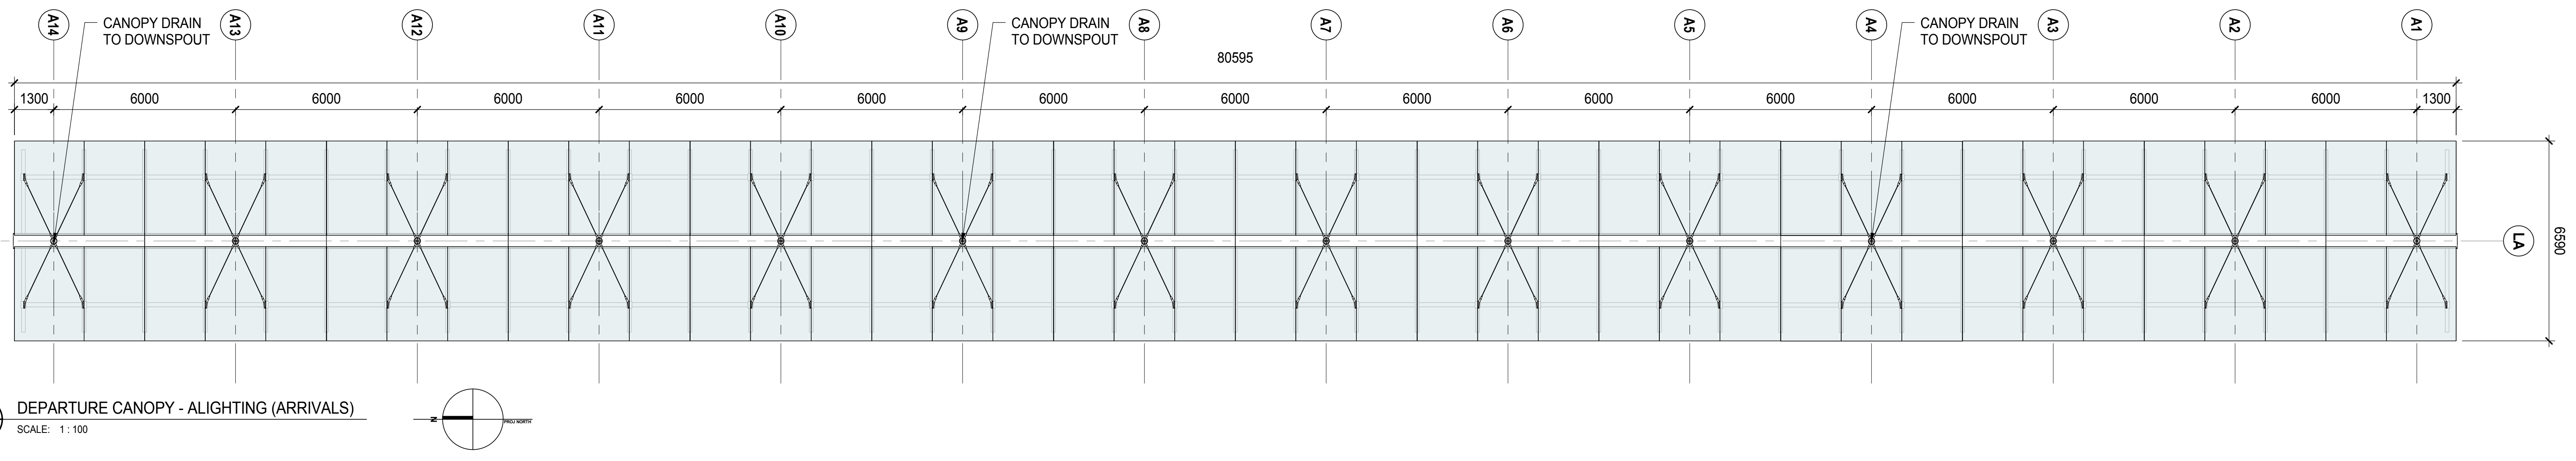 A14
A13
A12
A11
A10
A9
A8
A7
A6
A5
A4
A3
A2
A1
CANOPY DRAIN
TO DOWNSPOUT
CANOPY DRAIN
TO DOWNSPOUT
CANOPY DRAIN
TO DOWNSPOUT
80595
1300 6000 6000 6000 6000 6000 6000 6000 6000 6000 6000 6000 6000 6000 1300
LA
6590
DEPARTURE CANOPY - ALIGHTING (ARRIVALS)
SCALE: 1 : 100
N
PROJ NORTH